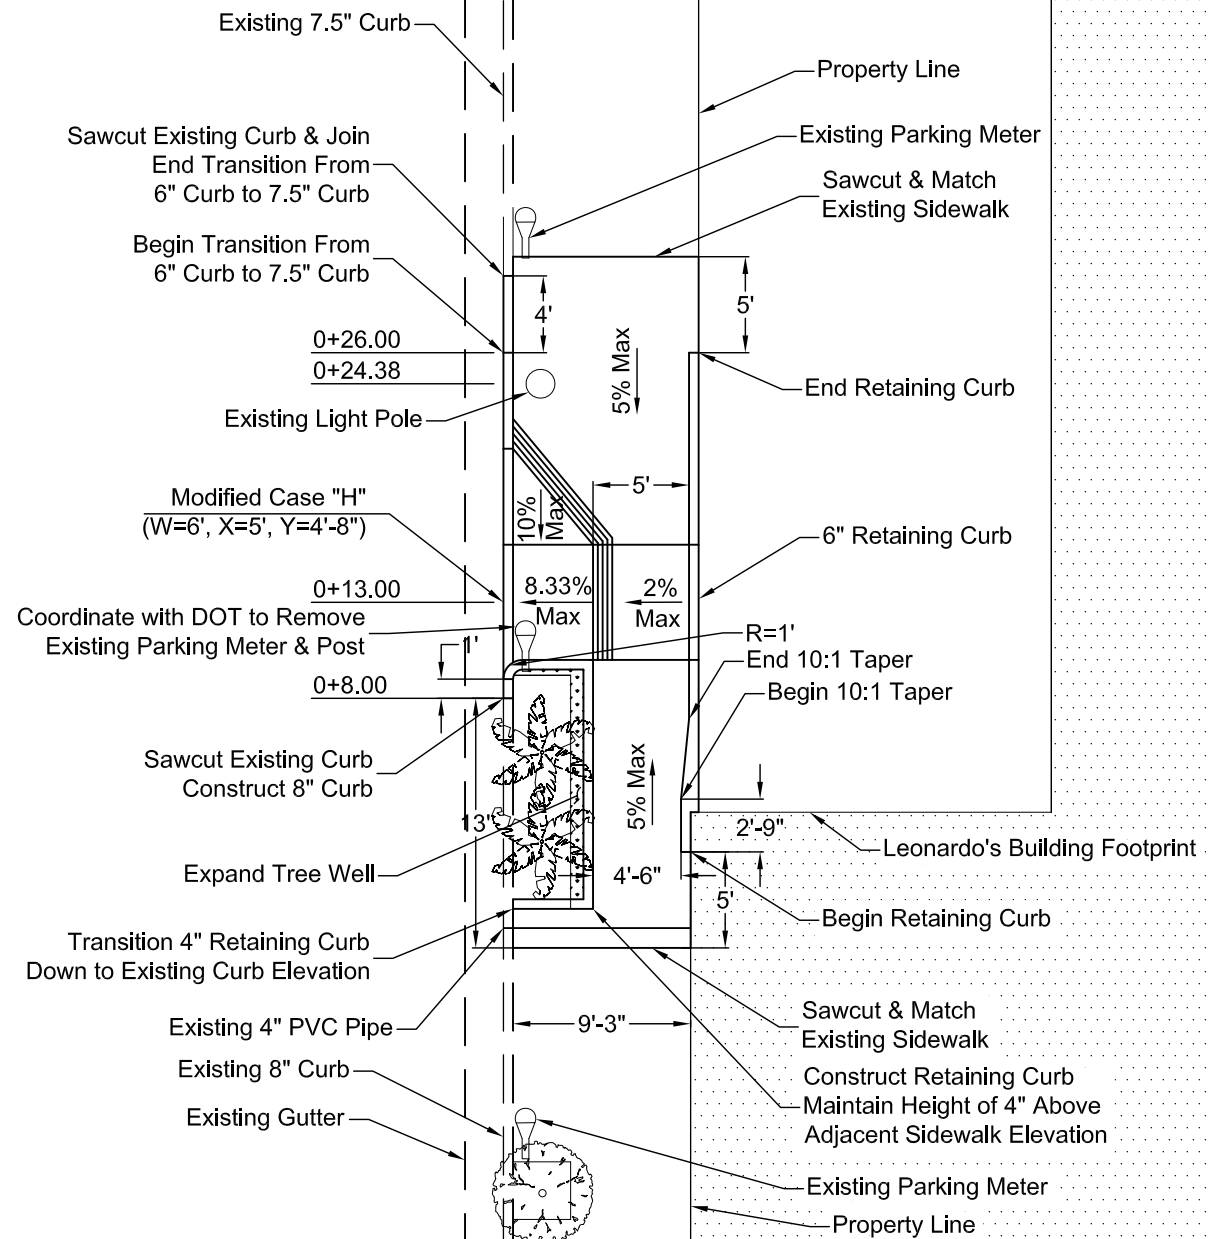 Existing 7.5" Curb
Property Line
Sawcut Existing Curb & Join
End Transition From
6" Curb to 7.5" Curb
Existing Parking Meter
Sawcut & Match
Existing Sidewalk
Begin Transition From
6" Curb to 7.5" Curb
4'
5'
0+26.00
0+24.38
5% Max
End Retaining Curb
Existing Light Pole
5'
Modified Case "H"
(W=6', X=5', Y=4'-8")
10%
Max
6" Retaining Curb
0+13.00
8.33%
Max
2%
Max
Coordinate with DOT to Remove
Existing Parking Meter & Post
1'
R=1'
End 10:1 Taper
Begin 10:1 Taper
0+8.00
Sawcut Existing Curb
Construct 8" Curb
5% Max
13'
2'-9"
Leonardo's Building Footprint
Expand Tree Well
4'-6"
5'
Begin Retaining Curb
Transition 4" Retaining Curb
Down to Existing Curb Elevation
Existing 4" PVC Pipe
9'-3"
Sawcut & Match
Existing Sidewalk
Existing 8" Curb
Construct Retaining Curb
Maintain Height of 4" Above
Adjacent Sidewalk Elevation
Existing Gutter
Existing Parking Meter
Property Line